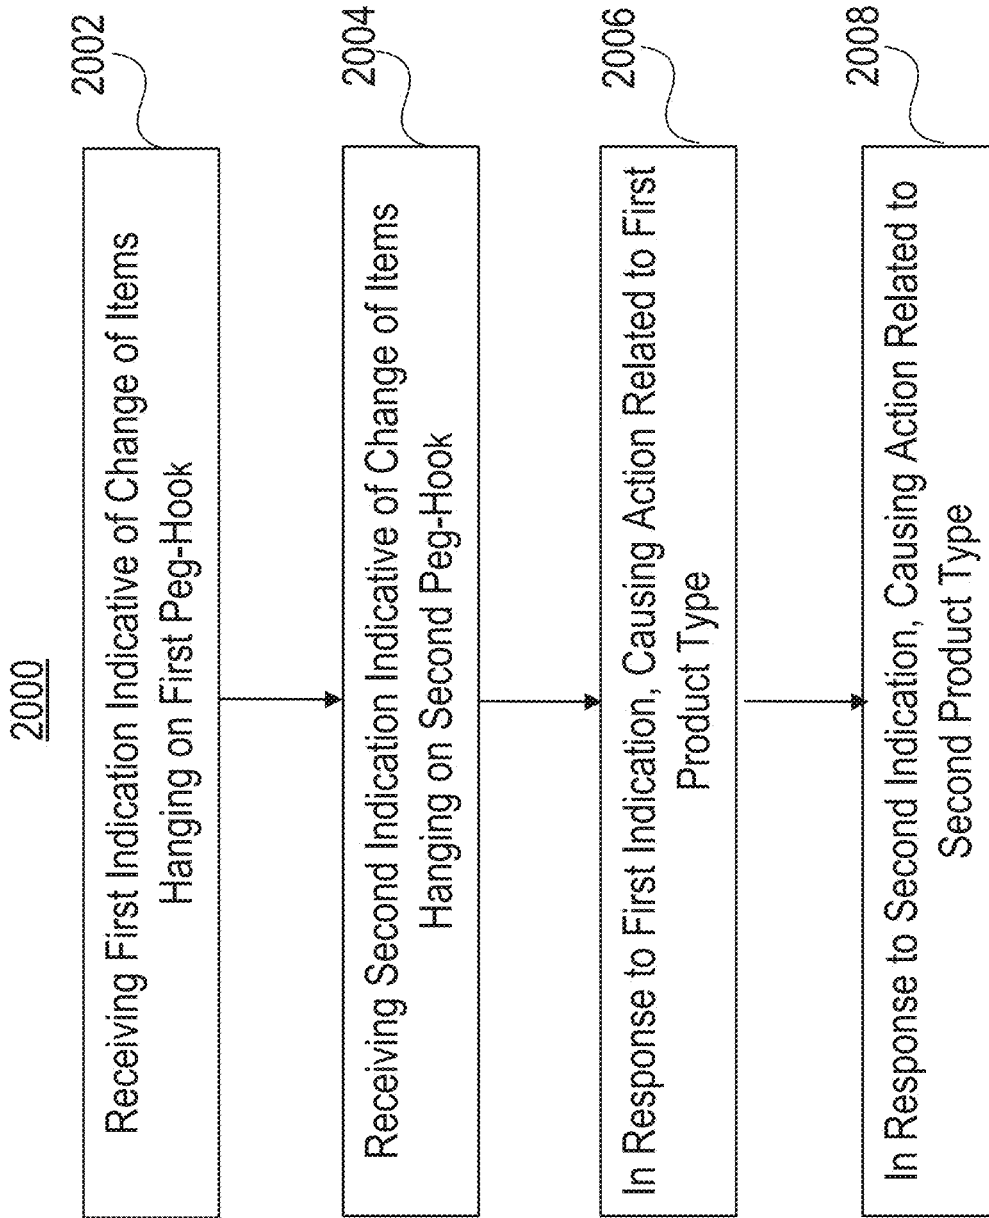 2000
Receiving First Indication Indicative of Change of Items
Hanging on First Peg-Hook
2002
Receiving Second Indication Indicative of Change of Items
Hanging on Second Peg-Hook
2004
In Response to First Indication, Causing Action Related to First
Product Type
2006
In Response to Second Indication, Causing Action Related to
Second Product Type
2008